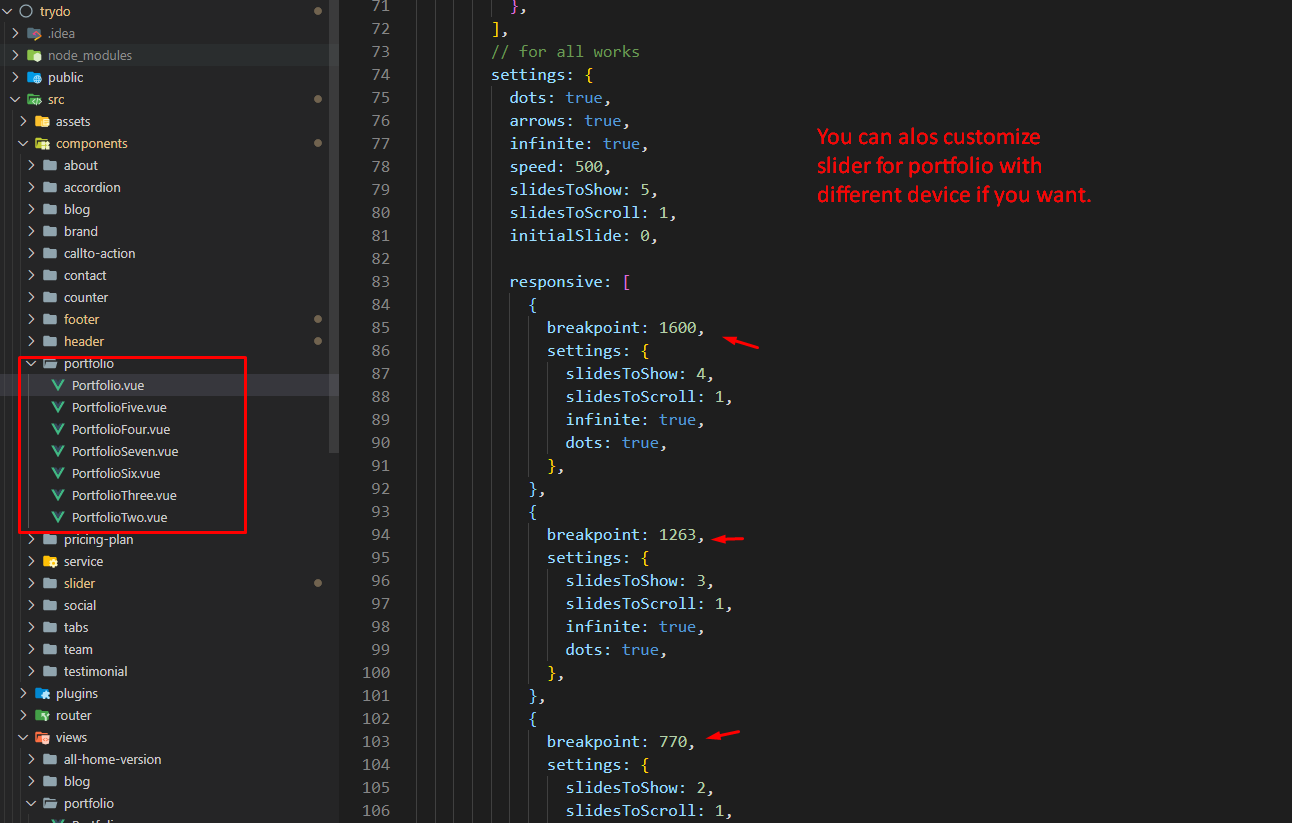 trydo
.idea
node_modules
public
src
assets
components
about
accordion
blog
brand
callto-action
contact
counter
footer
header
portfolio
Portfolio.vue
PortfolioFive.vue
PortfolioFour.vue
PortfolioSeven.vue
PortfolioSix.vue
PortfolioThree.vue
PortfolioTwo.vue
pricing-plan
service
slider
social
tabs
team
testimonial
plugins
router
views
all-home-version
blog
portfolio
71 },
72 ],
73 // for all works
74 settings: {
75 dots: true,
76 arrows: true,
77 infinite: true,
78 speed: 500,
79 slidesToShow: 5,
80 slidesToScroll: 1,
81 initialSlide: 0,
82
83 responsive: [
84 {
85 breakpoint: 1600,
86 settings: {
87 slidesToShow: 4,
88 slidesToScroll: 1,
89 infinite: true,
90 dots: true,
91 },
92 },
93 {
94 breakpoint: 1263,
95 settings: {
96 slidesToShow: 3,
97 slidesToScroll: 1,
98 infinite: true,
99 dots: true,
100 },
101 },
102 {
103 breakpoint: 770,
104 settings: {
105 slidesToShow: 2,
106 slidesToScroll: 1,
You can alos customize
slider for portfolio with
different device if you want.